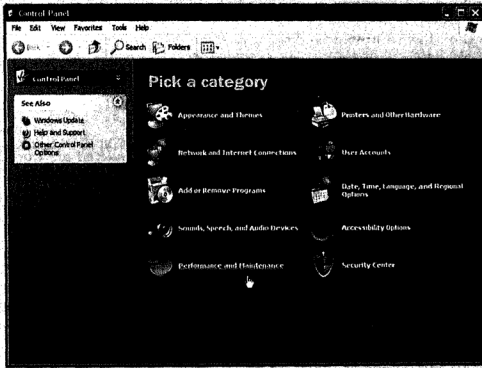 Control Panel
File Edit View Favorites Tools Help
Back Search Folders
Control Panel
Pick a category
See Also
Windows Update
Help and Support
Other Control Panel
Options
Appearance and Themes
Printers and Other Hardware
Network and Internet Connections
User Accounts
Add or Remove Programs
Date, Time, Language, and Regional
Options
Sounds, Speech, and Audio Devices
Accessibility Options
Performance and Maintenance
Security Center